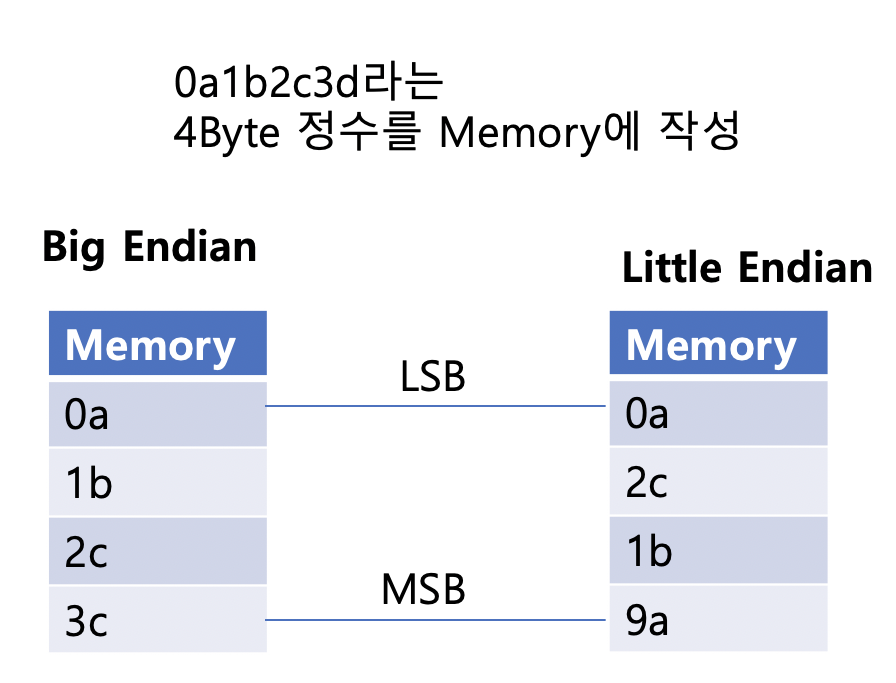 0a1b2c3d라는
4Byte 정수를 Memory에 작성
Big Endian
Little Endian
Memory
Memory
LSB
0a
0a
1b
2c
2c
1b
MSB
3c
9a